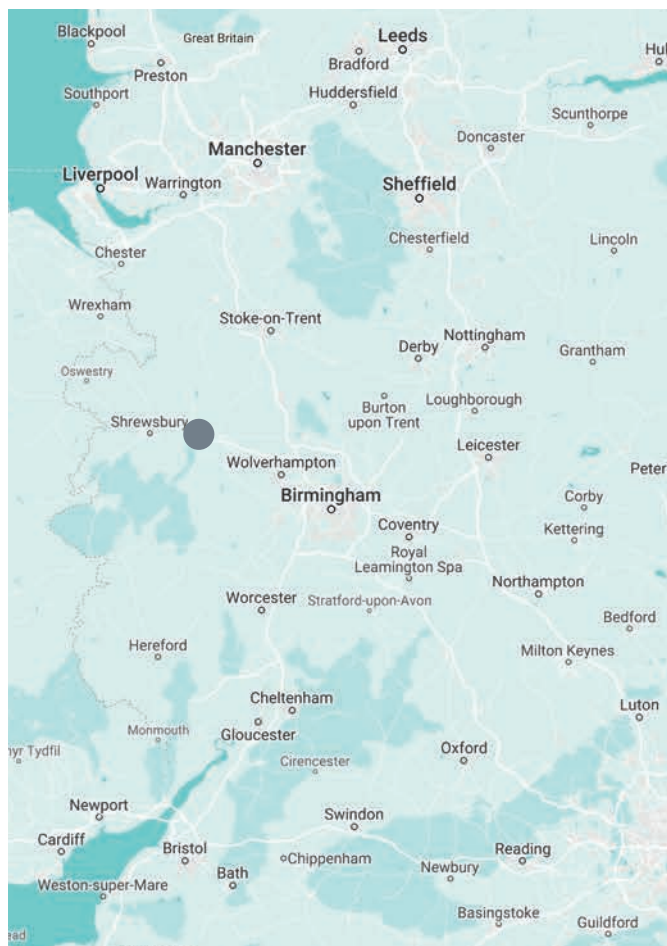 Blackpool
Great Britain
Leeds
Bradford
Hul
Preston
Southport
Huddersfield
Scunthorpe
Doncaster
Manchester
Liverpool
Warrington
Sheffield
Chesterfield
Lincoln
Chester
Wrexham
Stoke-on-Trent
Nottingham
Derby
Grantham
Oswestry
Burton
upon Trent
Loughborough
Shrewsbury
Leicester
Wolverhampton
Peter
Birmingham
Corby
Coventry
Kettering
Royal
Leamington Spa
Northampton
Worcester
Stratford-upon-Avon
Bedford
Hereford
Milton Keynes
Cheltenham
Luton
Gloucester
Monmouth
hyr Tydfil
Oxford
Cirencester
Newport
Swindon
Cardiff
Bristol
Reading
Chippenham
Bath
Newbury
Weston-super-Mare
Basingstoke
Guildford
ead